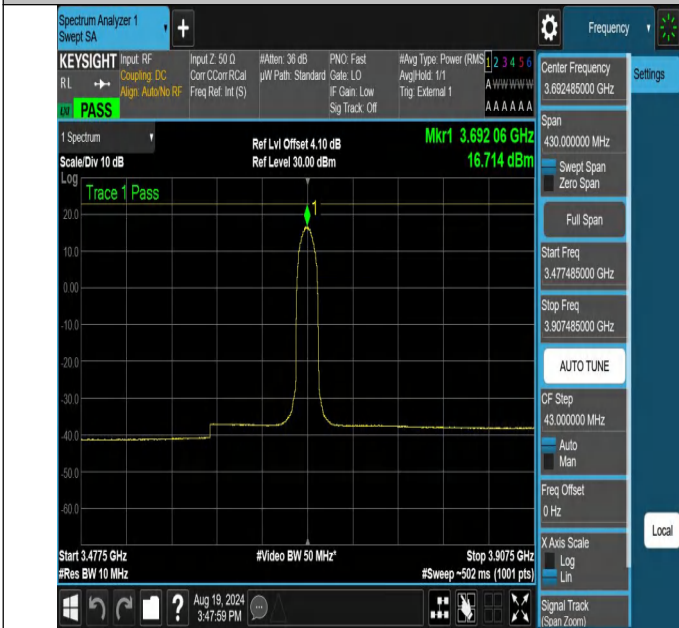 Spectrum Analyzer 1
Swept SA
+
Frequency
KEYSIGHT
RL
PASS
Input: RF
Coupling: DC
Align: Auto/No RF
Input Z: 50 Ω
Corr CCorr RCal
Freq Ref: Int (S)
#Atten: 36 dB
µW Path: Standard
PNO: Fast
Gate: LO
IF Gain: Low
Sig Track: Off
#Avg Type: Power (RMS
Avg|Hold: 1/1
Trig: External 1
1 2 3 4 5 6
A W W W W W
A A A A A A
1 Spectrum
Scale/Div 10 dB
Log
Ref Lvl Offset 4.10 dB
Ref Level 30.00 dBm
Mkr1 3.692 06 GHz
16.714 dBm
Trace 1 Pass
1
20.0
10.0
0.00
-10.0
-20.0
-30.0
-40.0
-50.0
-60.0
Start 3.4775 GHz
#Res BW 10 MHz
#Video BW 50 MHz*
Stop 3.9075 GHz
#Sweep ~502 ms (1001 pts)
?
Aug 19, 2024
3:47:59 PM
Center Frequency
3.692485000 GHz
Span
430.000000 MHz
Swept Span
Zero Span
Full Span
Start Freq
3.477485000 GHz
Stop Freq
3.907485000 GHz
AUTO TUNE
CF Step
43.000000 MHz
Auto
Man
Freq Offset
0 Hz
X Axis Scale
Log
Lin
Signal Track
(Span Zoom)
Settings
Local